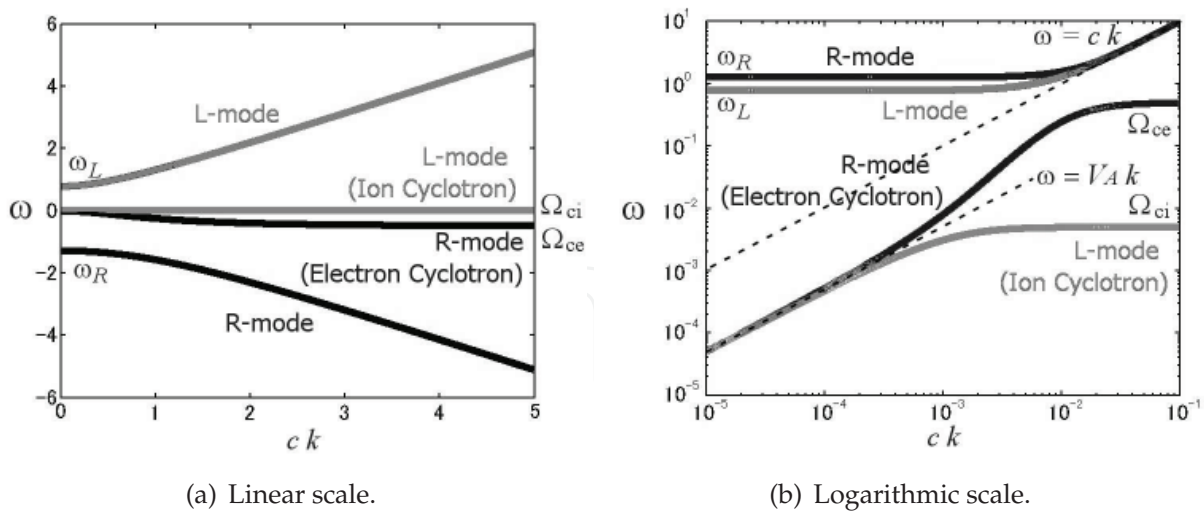 (a)
6
4
2
0
−2
−4
−6
ω
L-mode
ω_L
L-mode
(Ion Cyclotron)
Ω_ci
Ω_ce
R-mode
(Electron Cyclotron)
ω_R
R-mode
0 1 2 3 4 5
c k
(a) Linear scale.
(b)
10^1
10^0
10^−1
10^−2
10^−3
10^−4
10^−5
ω
ω = c k
ω_R
R-mode
ω_L
L-mode
Ω_ce
R-mode
(Electron Cyclotron)
ω = V_A k
Ω_ci
L-mode
(Ion Cyclotron)
10^−5 10^−4 10^−3 10^−2 10^−1
c k
(b) Logarithmic scale.